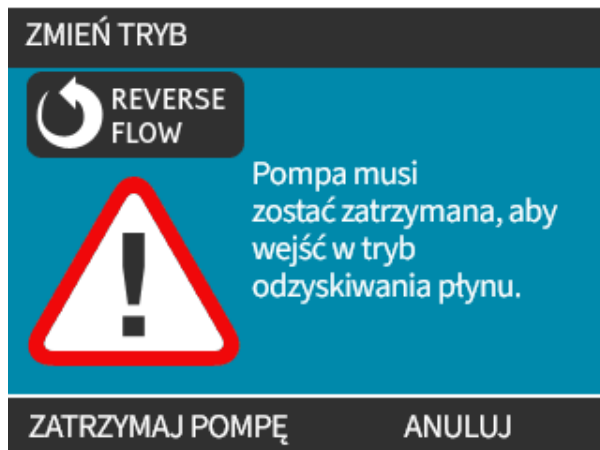 ZMIEŃ TRYB
REVERSE
FLOW
Pompa musi
zostać zatrzymana, aby
wejść w tryb
odzyskiwania płynu.
ZATRZYMAJ POMPĘ
ANULUJ